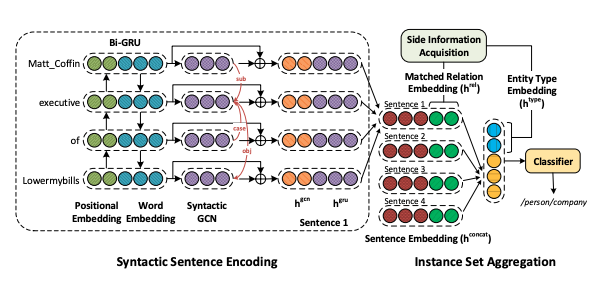 Bi-GRU
Matt_Coffin
executive
of
Lowermybills
sub
case
obj
Positional
Embedding
Word
Embedding
Syntactic
GCN
h^gcn
h^gru
Sentence 1
Syntactic Sentence Encoding
Side Information
Acquisition
Matched Relation
Embedding (h^rel)
Entity Type
Embedding
(h^type)
Sentence 1
Sentence 2
Sentence 3
Sentence 4
Classifier
/person/company
Sentence Embedding (h^concat)
Instance Set Aggregation